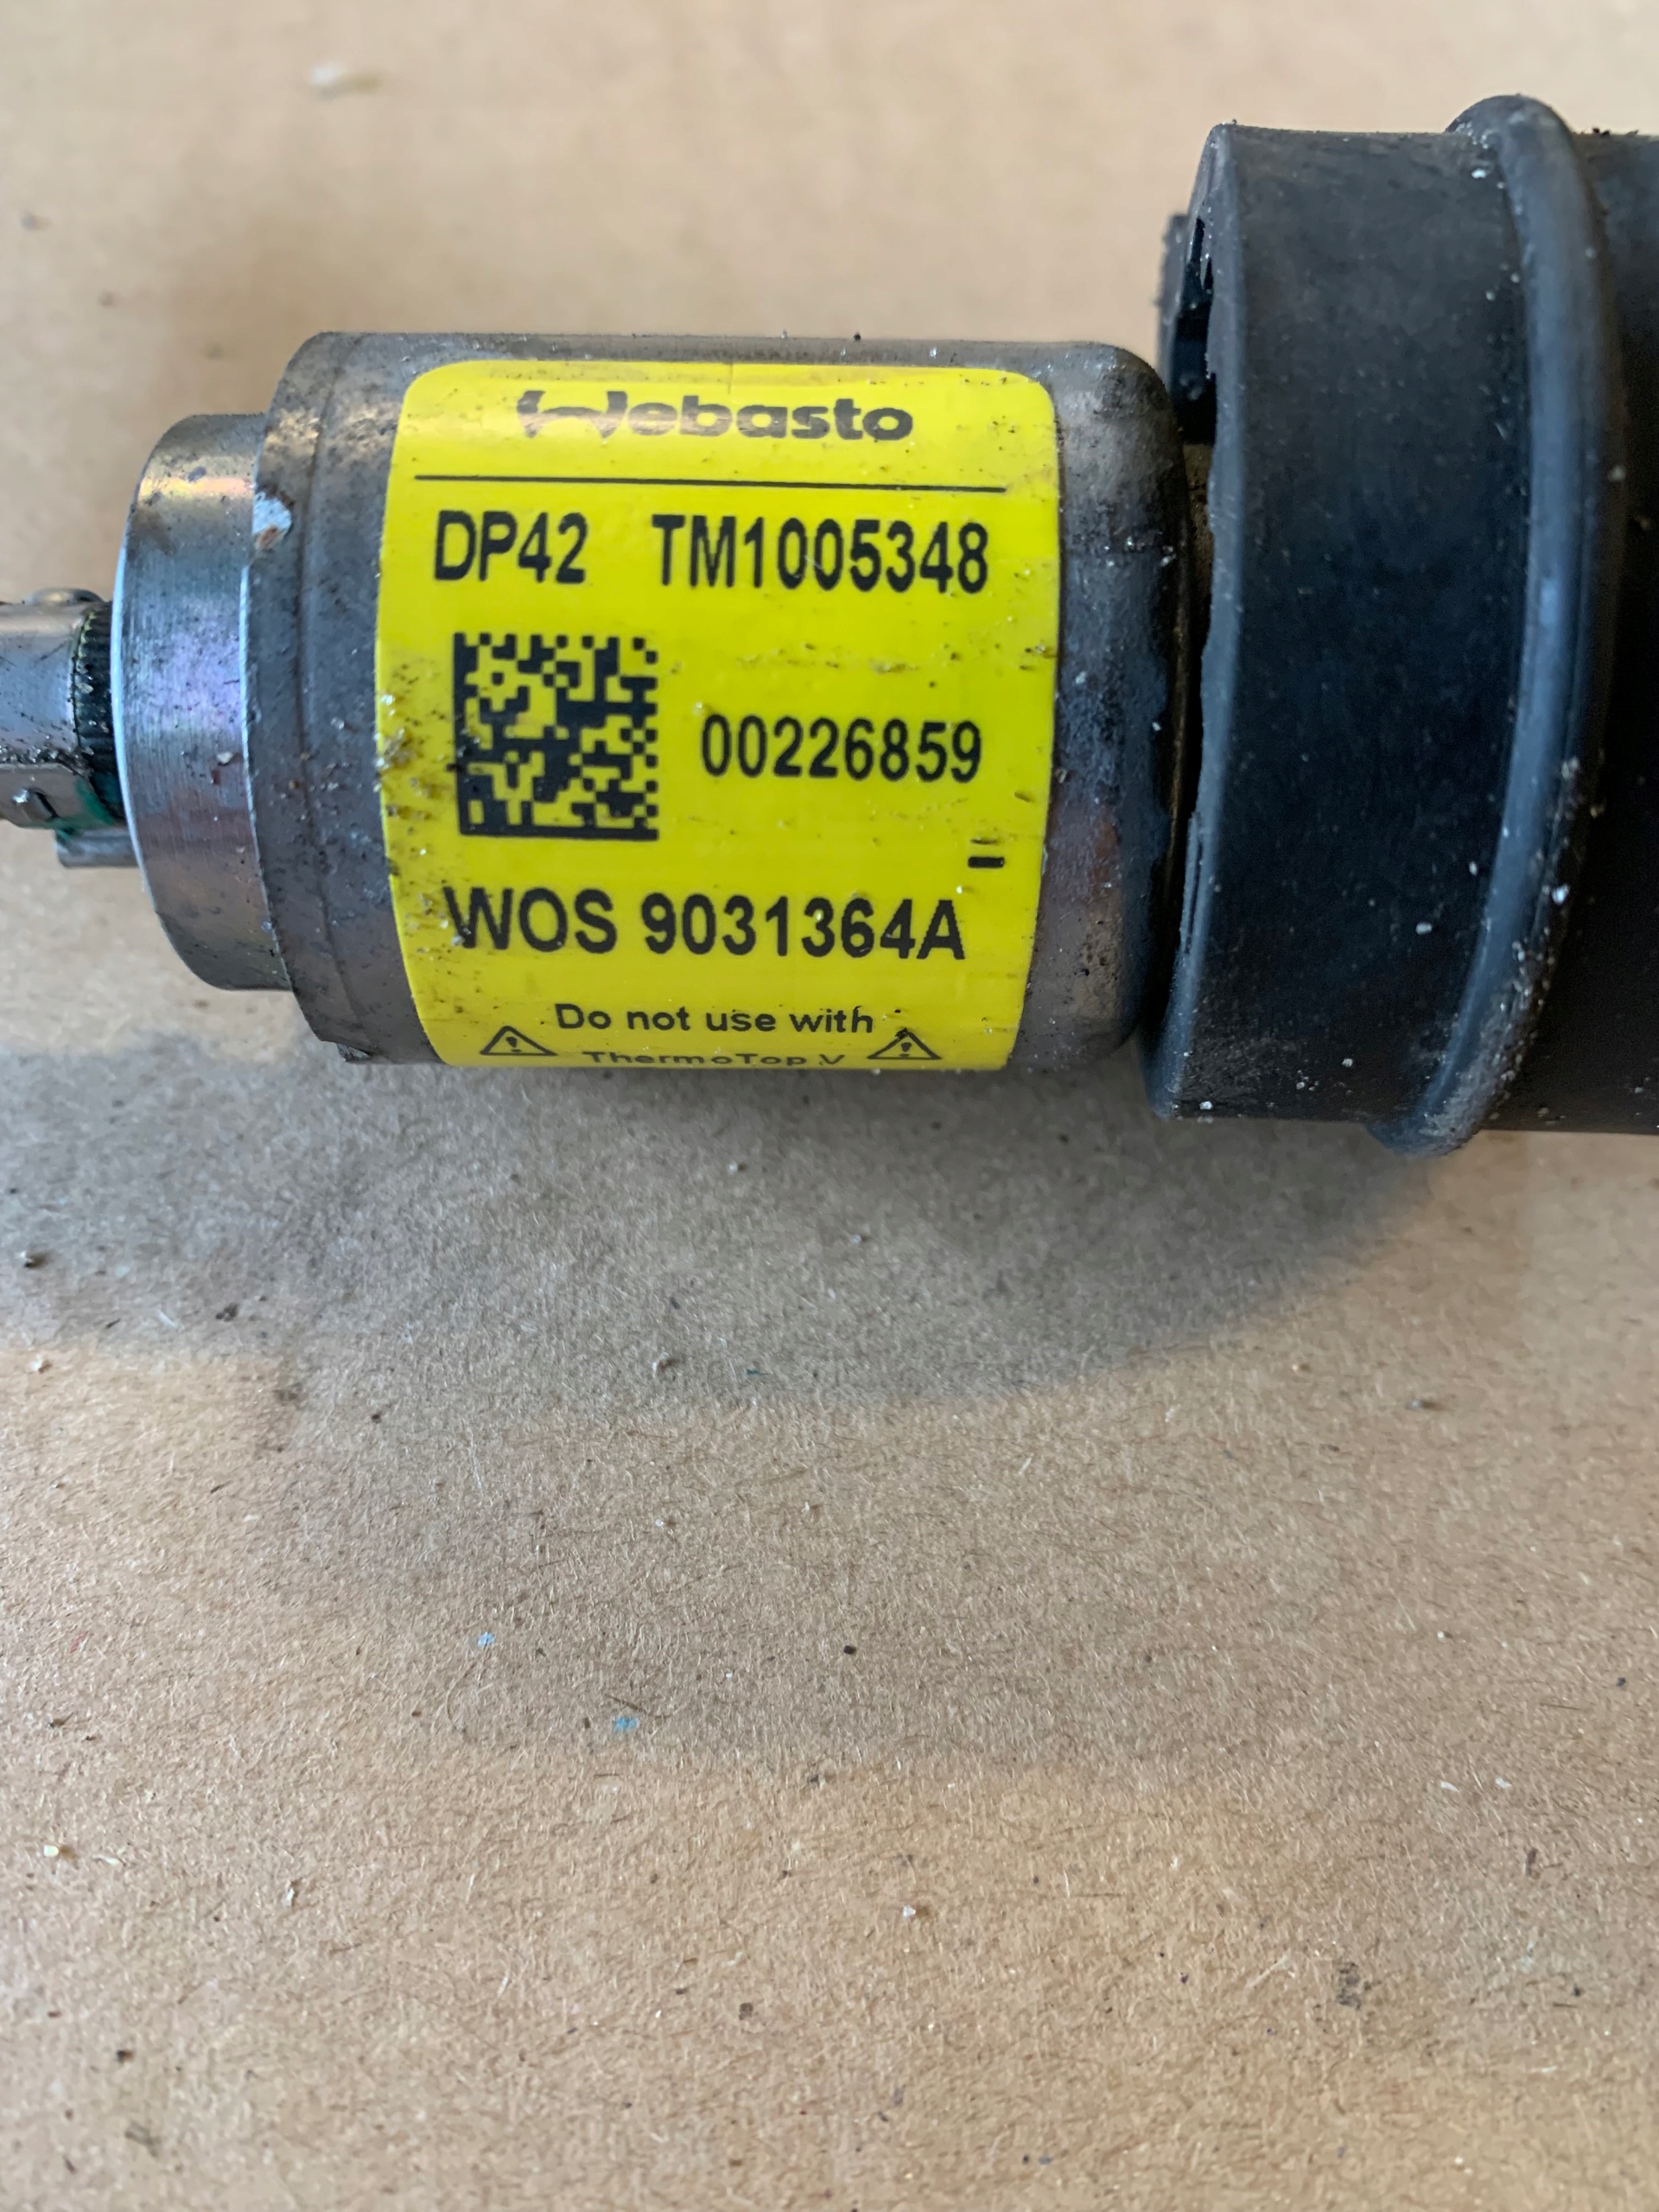 Webasto
DP42 TM1005348
00226859
WOS 9031364A
Do not use with
ThermoTop V